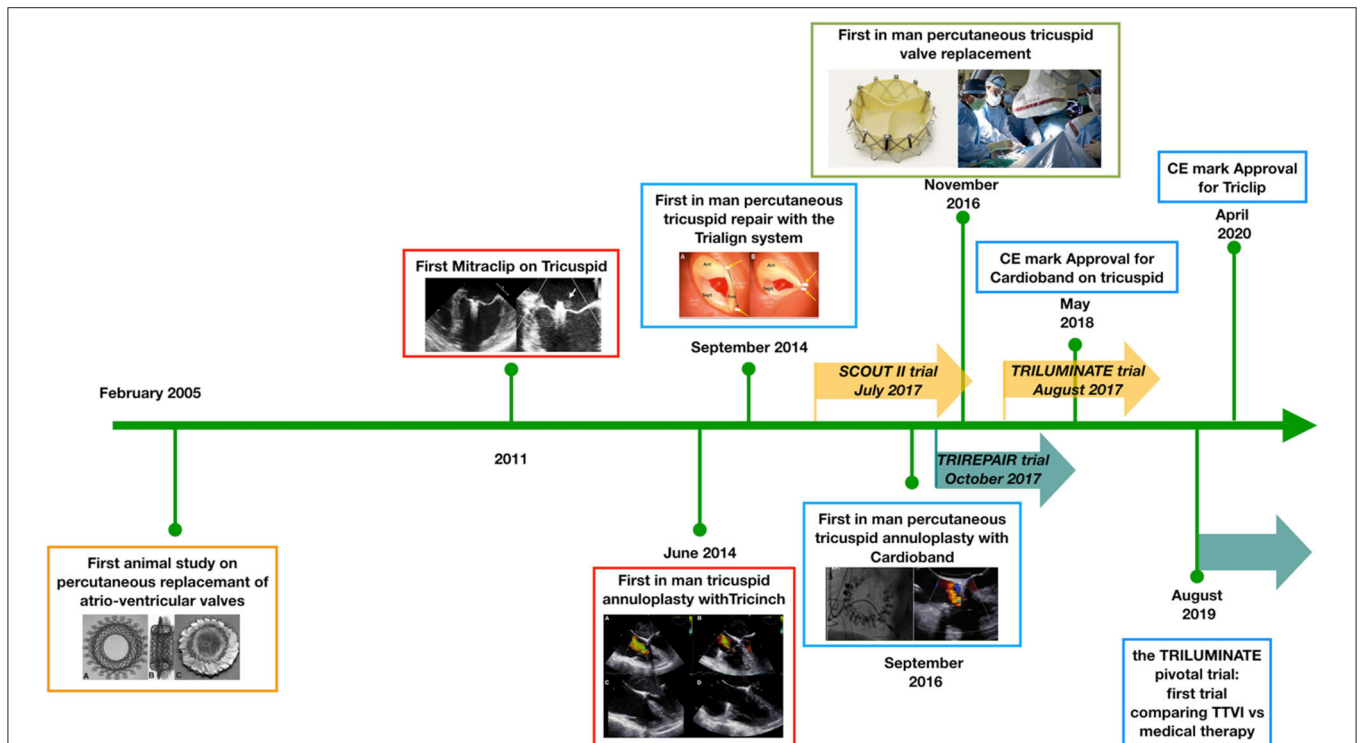 First in man percutaneous tricuspid
valve replacement
November
2016
CE mark Approval
for Triclip
April
2020
First in man percutaneous
tricuspid repair with the
Trialign system
A
Ant
Sept
Post
B
Ant
Sept
September 2014
CE mark Approval for
Cardioband on tricuspid
May
2018
First Mitraclip on Tricuspid
SCOUT II trial
July 2017
TRILUMINATE trial
August 2017
February 2005
2011
TRIREPAIR trial
October 2017
First animal study on
percutaneous replacemant of
atrio-ventricular valves
A
B
C
June 2014
First in man tricuspid
annuloplasty withTricinch
A
B
C
D
First in man percutaneous
tricuspid annuloplasty with
Cardioband
September
2016
August
2019
the TRILUMINATE
pivotal trial:
first trial
comparing TTVI vs
medical therapy